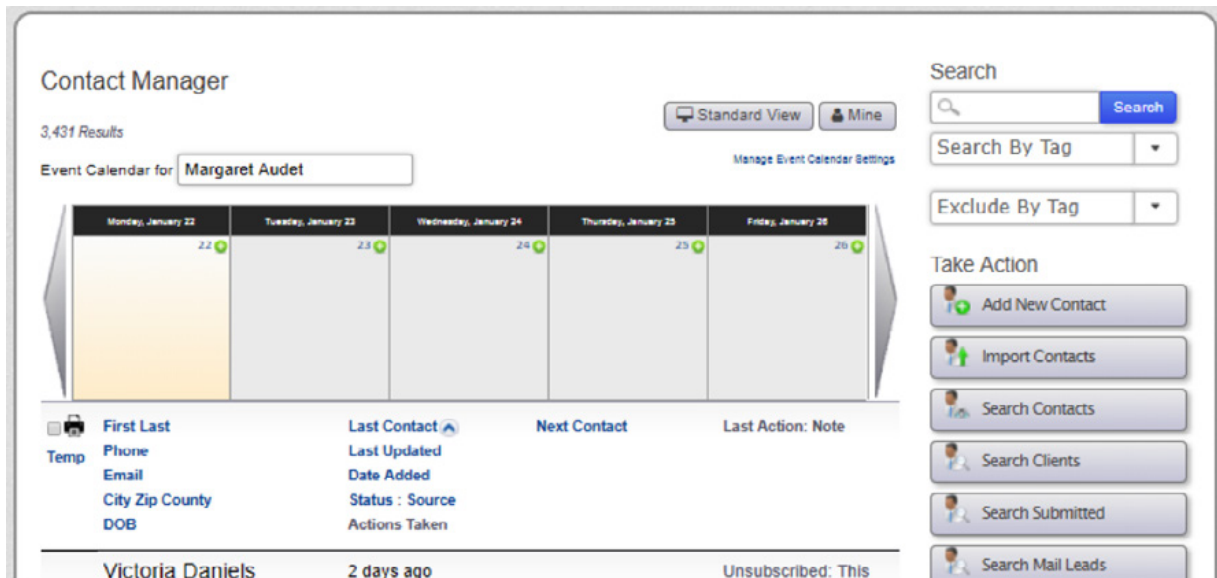 Contact Manager
3,431 Results
Standard View
Mine
Event Calendar for Margaret Audet
Manage Event Calendar Settings
Monday, January 22
Tuesday, January 23
Wednesday, January 24
Thursday, January 25
Friday, January 26
22
23
24
25
26
Temp
First Last
Phone
Email
City Zip County
DOB
Last Contact
Last Updated
Date Added
Status : Source
Actions Taken
Next Contact
Last Action: Note
Victoria Daniels
2 days ago
Unsubscribed: This
Search
Search
Search By Tag
Exclude By Tag
Take Action
Add New Contact
Import Contacts
Search Contacts
Search Clients
Search Submitted
Search Mail Leads